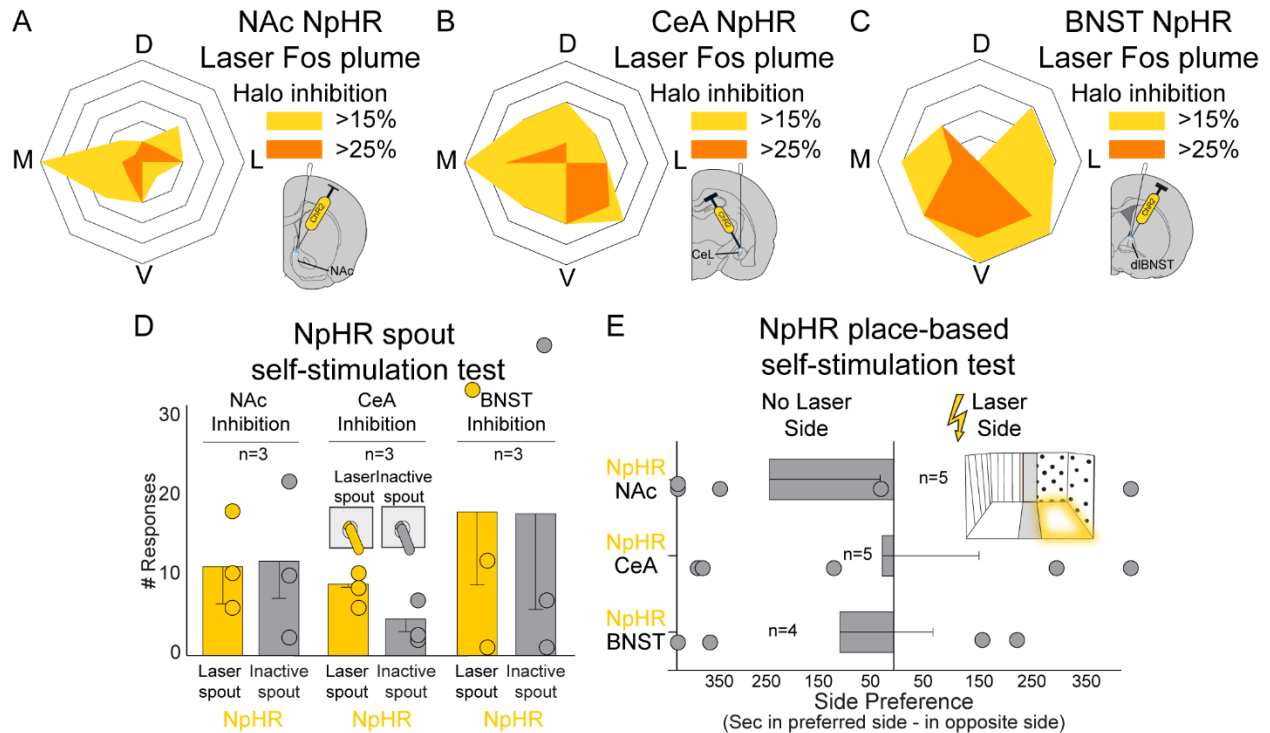 A
NAc NpHR
Laser Fos plume
D
Halo inhibition
>15%
>25%
M
L
V
ChR2
NAc
B
CeA NpHR
Laser Fos plume
D
Halo inhibition
>15%
>25%
M
L
V
ChR2
CeL
C
BNST NpHR
Laser Fos plume
D
Halo inhibition
>15%
>25%
M
L
V
ChR2
dlBNST
D
NpHR spout
self-stimulation test
NAc
Inhibition
n=3
CeA
Inhibition
n=3
BNST
Inhibition
n=3
Laser
spout
Inactive
spout
# Responses
30
20
10
0
Laser
spout
Inactive
spout
Laser
spout
Inactive
spout
Laser
spout
Inactive
spout
NpHR
NpHR
NpHR
E
NpHR place-based
self-stimulation test
No Laser
Side
Laser
Side
NpHR
NAc
n=5
NpHR
CeA
n=5
NpHR
BNST
n=4
350 250 150 50 50 150 250 350
Side Preference
(Sec in preferred side - in opposite side)